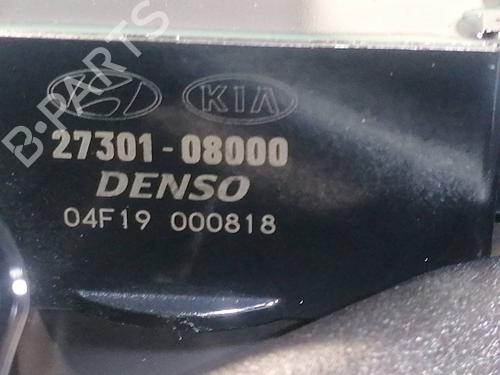 KIA
27301-08000
DENSO
04F19 000818
B-PARTS